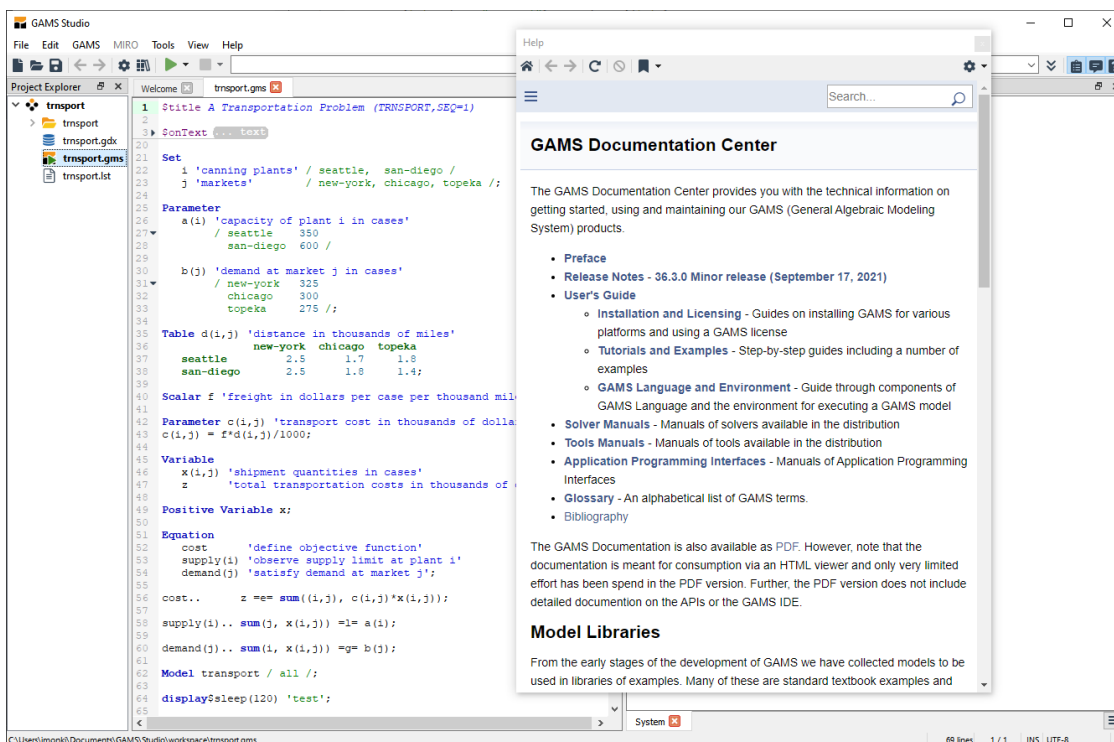 GAMS Studio
File Edit GAMS MIRO Tools View Help
Project Explorer
trnsport
trnsport
trnsport.gdx
trnsport.gms
trnsport.lst
Welcome
trnsport.gms
1 $title A Transportation Problem (TRNSPORT,SEQ=1)
2
3 $onText ... text
20
21 Set
22 i 'canning plants' / seattle, san-diego /
23 j 'markets' / new-york, chicago, topeka /;
24
25 Parameter
26 a(i) 'capacity of plant i in cases'
27 / seattle 350
28 san-diego 600 /
29
30 b(j) 'demand at market j in cases'
31 / new-york 325
32 chicago 300
33 topeka 275 /;
34
35 Table d(i,j) 'distance in thousands of miles'
36 new-york chicago topeka
37 seattle 2.5 1.7 1.8
38 san-diego 2.5 1.8 1.4;
39
40 Scalar f 'freight in dollars per case per thousand mil
41
42 Parameter c(i,j) 'transport cost in thousands of dolla
43 c(i,j) = f*d(i,j)/1000;
44
45 Variable
46 x(i,j) 'shipment quantities in cases'
47 z 'total transportation costs in thousands of
48
49 Positive Variable x;
50
51 Equation
52 cost 'define objective function'
53 supply(i) 'observe supply limit at plant i'
54 demand(j) 'satisfy demand at market j';
55
56 cost.. z =e= sum((i,j), c(i,j)*x(i,j));
57
58 supply(i).. sum(j, x(i,j)) =l= a(i);
59
60 demand(j).. sum(i, x(i,j)) =g= b(j);
61
62 Model transport / all /;
63
64 display$sleep(120) 'test';
65
Help
Search...
GAMS Documentation Center
The GAMS Documentation Center provides you with the technical information on
getting started, using and maintaining our GAMS (General Algebraic Modeling
System) products.
• Preface
• Release Notes - 36.3.0 Minor release (September 17, 2021)
• User's Guide
Installation and Licensing - Guides on installing GAMS for various
platforms and using a GAMS license
Tutorials and Examples - Step-by-step guides including a number of
examples
GAMS Language and Environment - Guide through components of
GAMS Language and the environment for executing a GAMS model
• Solver Manuals - Manuals of solvers available in the distribution
• Tools Manuals - Manuals of tools available in the distribution
• Application Programming Interfaces - Manuals of Application Programming
Interfaces
• Glossary - An alphabetical list of GAMS terms.
• Bibliography
The GAMS Documentation is also available as PDF. However, note that the
documentation is meant for consumption via an HTML viewer and only very limited
effort has been spend in the PDF version. Further, the PDF version does not include
detailed documention on the APIs or the GAMS IDE.
Model Libraries
From the early stages of the development of GAMS we have collected models to be
used in libraries of examples. Many of these are standard textbook examples and
System
C:\Users\jmonki\Documents\GAMS\Studio\workspace\trnsport.gms
69 lines 1 / 1 INS UTF-8